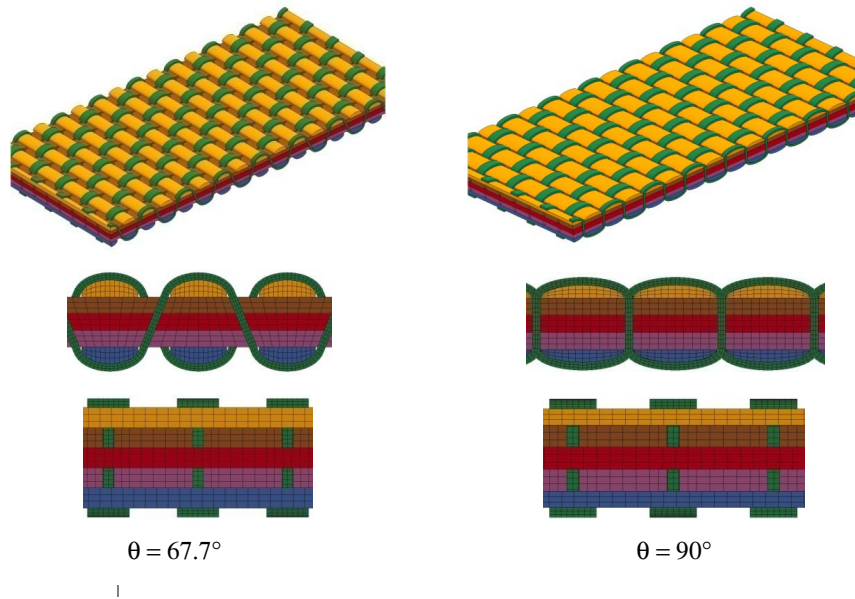 θ = 67.7°
θ = 90°